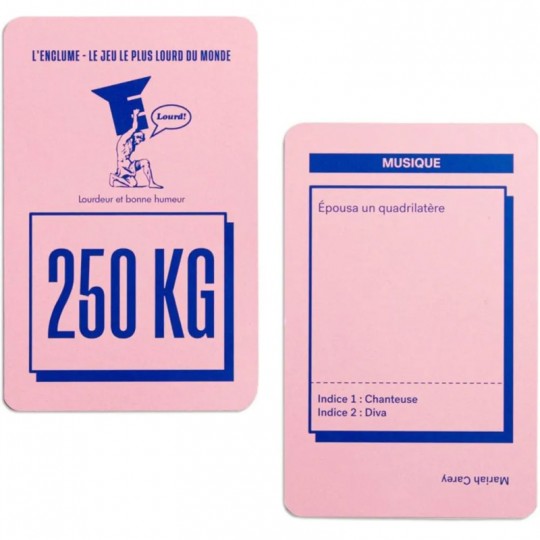 L'ENCLUME - LE JEU LE PLUS LOURD DU MONDE
Lourd!
Lourdeur et bonne humeur
250 KG
MUSIQUE
Épousa un quadrilatère
Indice 1 : Chanteuse
Indice 2 : Diva
Mariah Carey